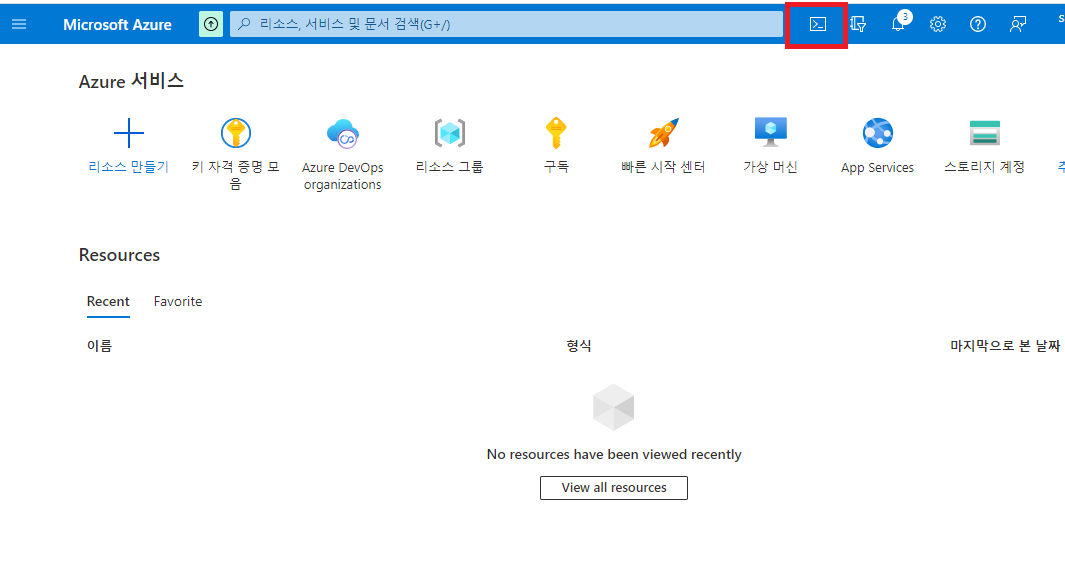 Microsoft Azure
리소스, 서비스 및 문서 검색(G+/)
3
Azure 서비스
리소스 만들기
키 자격 증명 모
음
Azure DevOps
organizations
리소스 그룹
구독
빠른 시작 센터
가상 머신
App Services
스토리지 계정
Resources
Recent
Favorite
이름
형식
마지막으로 본 날짜
No resources have been viewed recently
View all resources